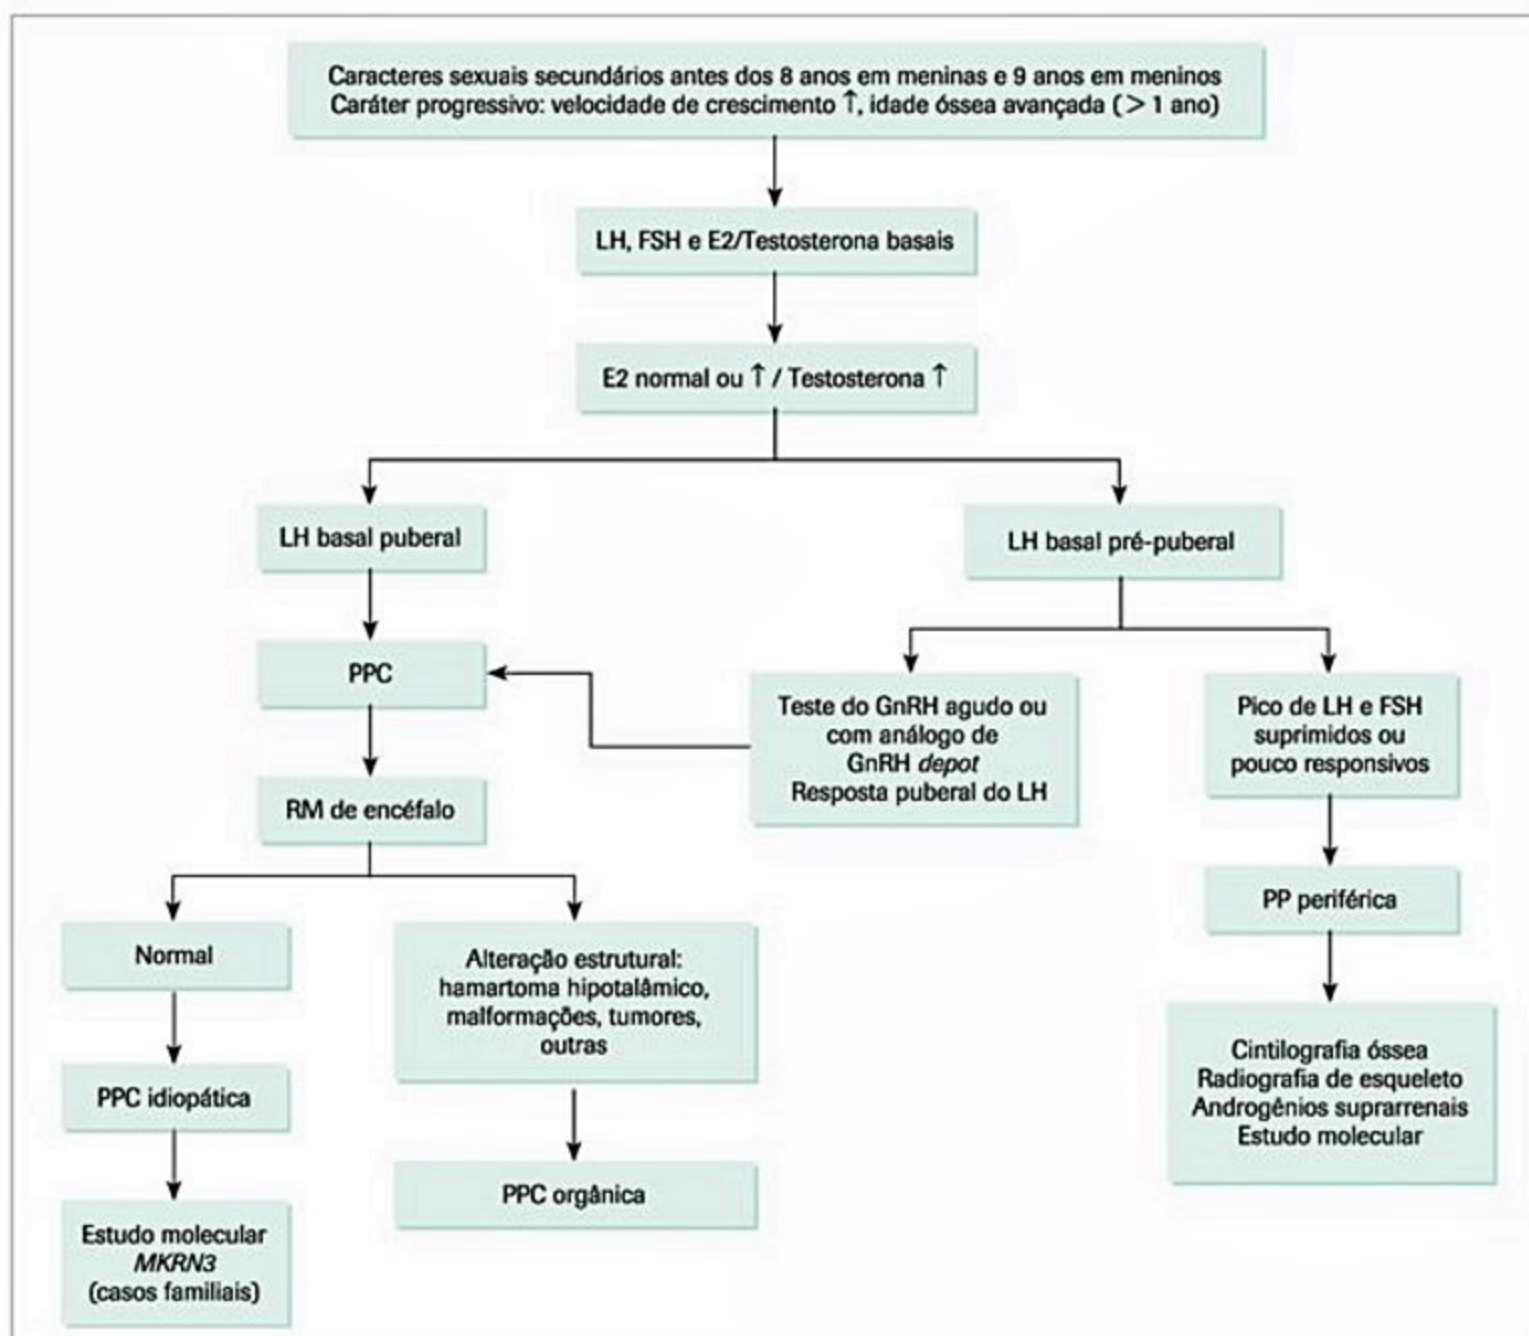 Caracteres sexuais secundários antes dos 8 anos em meninas e 9 anos em meninos
Caráter progressivo: velocidade de crescimento ↑, idade óssea avançada (> 1 ano)
LH, FSH e E2/Testosterona basais
E2 normal ou ↑ / Testosterona ↑
LH basal puberal
LH basal pré-puberal
PPC
Teste do GnRH agudo ou
com análogo de
GnRH depot
Resposta puberal do LH
Pico de LH e FSH
suprimidos ou
pouco responsivos
RM de encéfalo
PP periférica
Normal
Alteração estrutural:
hamartoma hipotalâmico,
malformações, tumores,
outras
Cintilografia óssea
Radiografia de esqueleto
Androgênios suprarrenais
Estudo molecular
PPC idiopática
PPC orgânica
Estudo molecular
MKRN3
(casos familiais)